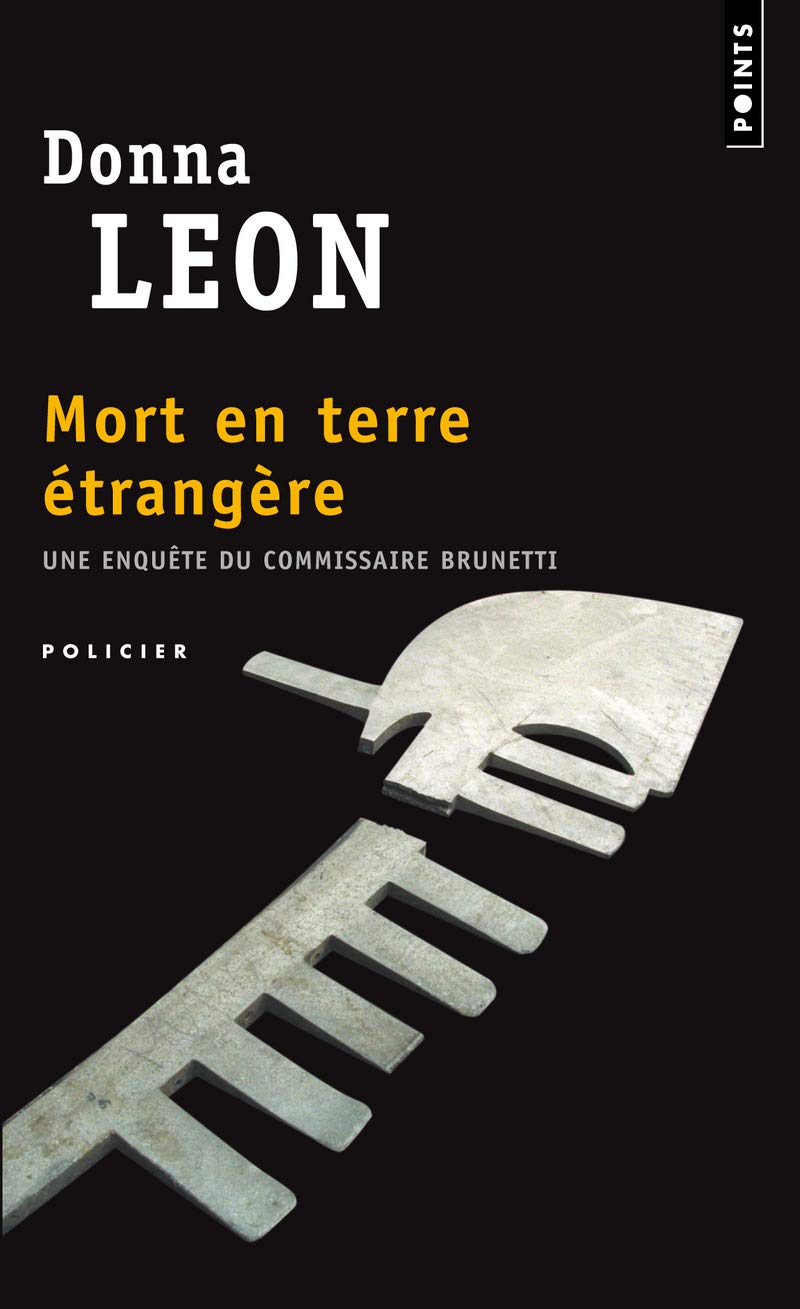 POINTS
Donna
LEON
Mort en terre
étrangère
UNE ENQUÊTE DU COMMISSAIRE BRUNETTI
POLICIER